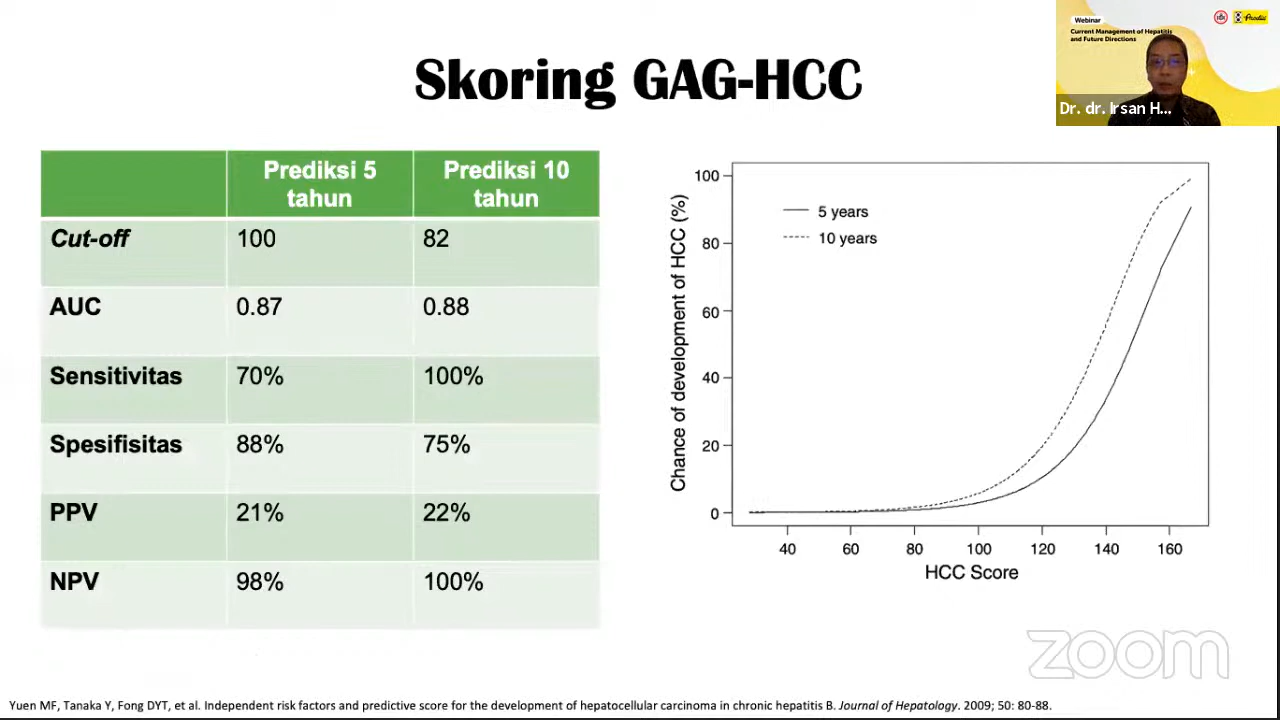 Webinar
Current Management of Hepatitis
and Future Directions
Dr. dr. Irsan H...
Skoring GAG-HCC
Prediksi 5 tahun
Prediksi 10 tahun
Cut-off 100 82
AUC 0.87 0.88
Sensitivitas 70% 100%
Spesifisitas 88% 75%
PPV 21% 22%
NPV 98% 100%
Chance of development of HCC (%)
100
80
60
40
20
0
5 years
10 years
40 60 80 100 120 140 160
HCC Score
zoom
Yuen MF, Tanaka Y, Fong DYT, et al. Independent risk factors and predictive score for the development of hepatocellular carcinoma in chronic hepatitis B. Journal of Hepatology. 2009; 50: 80-88.